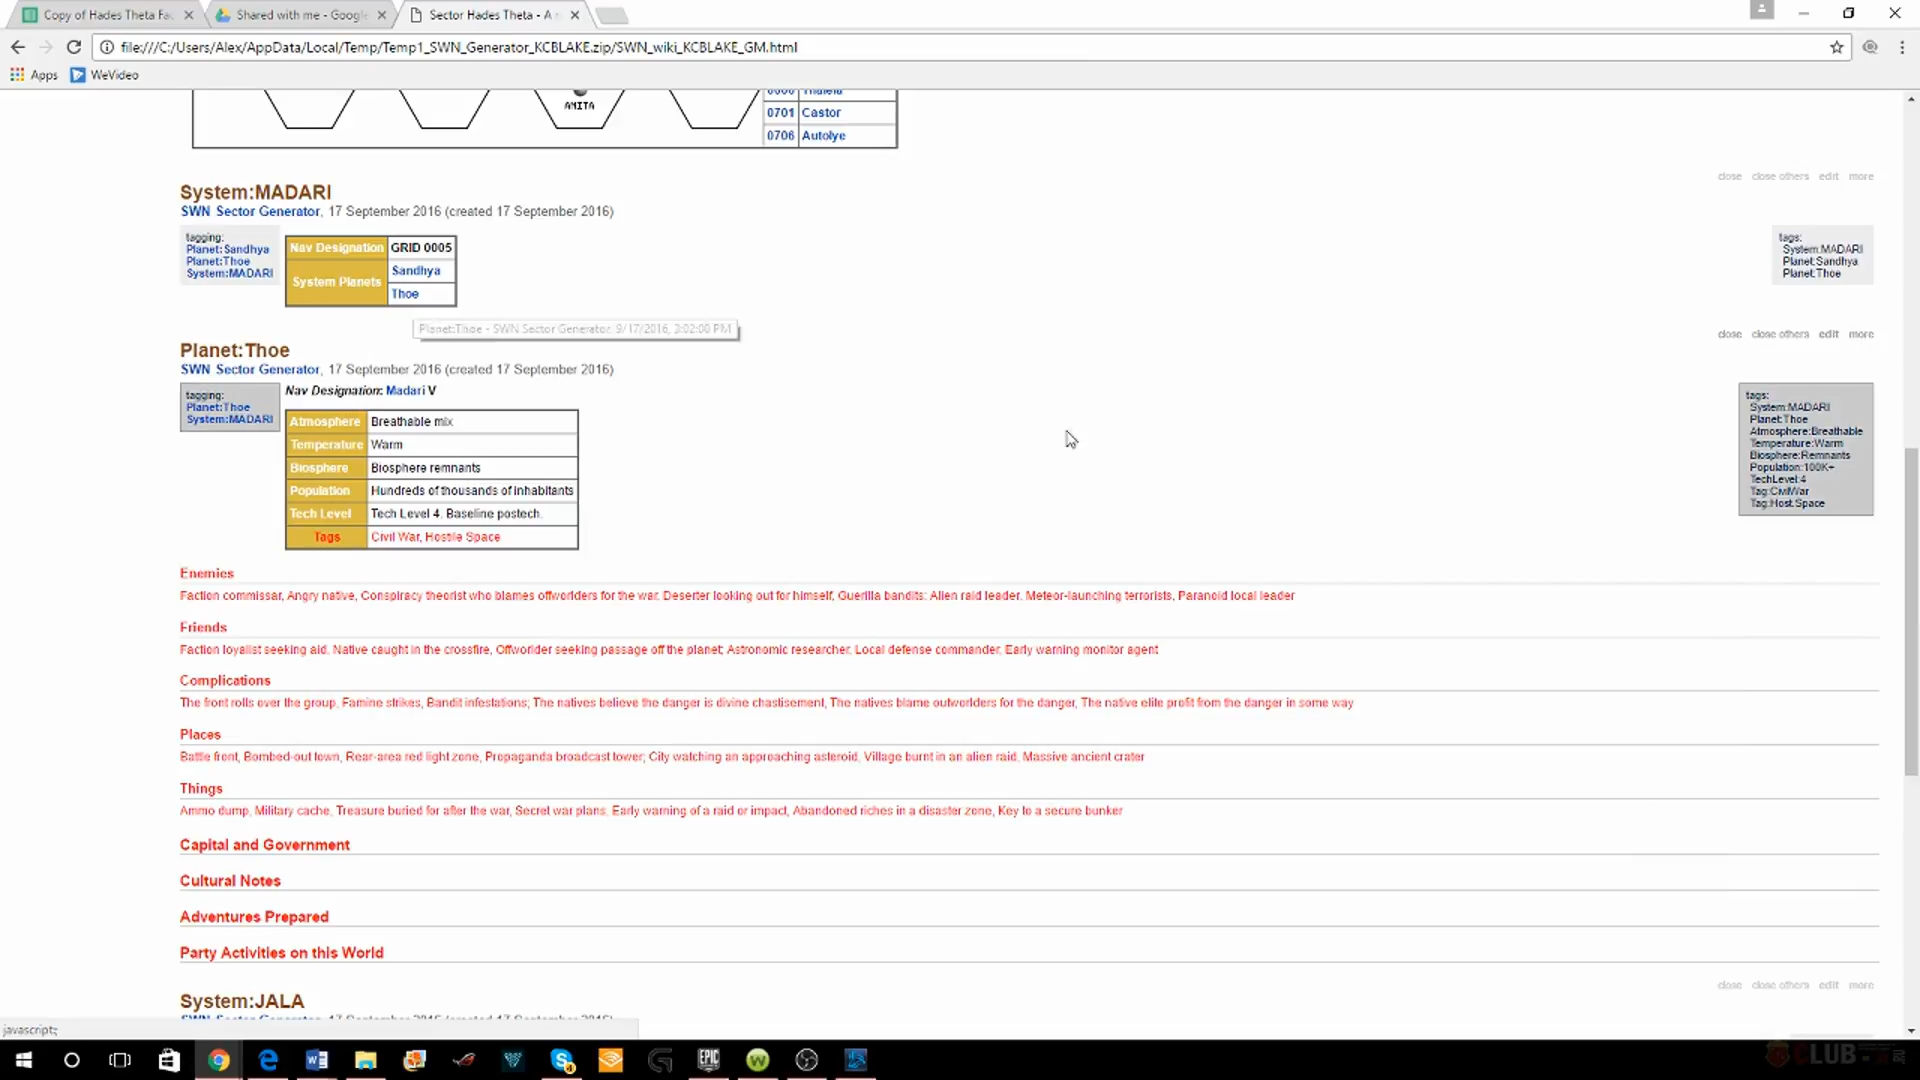 Copy of Hades Theta Fac
Shared with me - Google
Sector Hades Theta - A
file:///C:/Users/Alex/AppData/Local/Temp/Temp1_SWN_Generator_KCBLAKE.zip/SWN_wiki_KCBLAKE_GM.html
Apps
WeVideo
ANITA
0701 Castor
0706 Autolye
System:MADARI
close close others edit more
SWN Sector Generator, 17 September 2016 (created 17 September 2016)
tagging:
Planet:Sandhya
Planet:Thoe
System:MADARI
Nav Designation GRID 0005
System Planets
Sandhya
Thoe
tags:
System:MADARI
Planet:Sandhya
Planet:Thoe
Planet:Thoe - SWN Sector Generator, 9/17/2016, 3:02:00 PM
close close others edit more
Planet:Thoe
SWN Sector Generator, 17 September 2016 (created 17 September 2016)
tagging:
Planet:Thoe
System:MADARI
Nav Designation: Madari V
Atmosphere Breathable mix
Temperature Warm
Biosphere Biosphere remnants
Population Hundreds of thousands of inhabitants
Tech Level Tech Level 4. Baseline postech.
Tags Civil War, Hostile Space
tags:
System:MADARI
Planet:Thoe
Atmosphere:Breathable
Temperature:Warm
Biosphere:Remnants
Population:100K+
TechLevel:4
Tag:CivilWar
Tag:Host.Space
Enemies
Faction commissar, Angry native, Conspiracy theorist who blames offworlders for the war, Deserter looking out for himself, Guerilla bandits; Alien raid leader, Meteor-launching terrorists, Paranoid local leader
Friends
Faction loyalist seeking aid, Native caught in the crossfire, Offworlder seeking passage off the planet; Astronomic researcher, Local defense commander, Early warning monitor agent
Complications
The front rolls over the group, Famine strikes, Bandit infestations; The natives believe the danger is divine chastisement, The natives blame outworlders for the danger, The native elite profit from the danger in some way
Places
Battle front, Bombed-out town, Rear-area red light zone, Propaganda broadcast tower; City watching an approaching asteroid, Village burnt in an alien raid, Massive ancient crater
Things
Ammo dump, Military cache, Treasure buried for after the war, Secret war plans; Early warning of a raid or impact, Abandoned riches in a disaster zone, Key to a secure bunker
Capital and Government
Cultural Notes
Adventures Prepared
Party Activities on this World
close close others edit more
System:JALA
javascript:;
EPIC